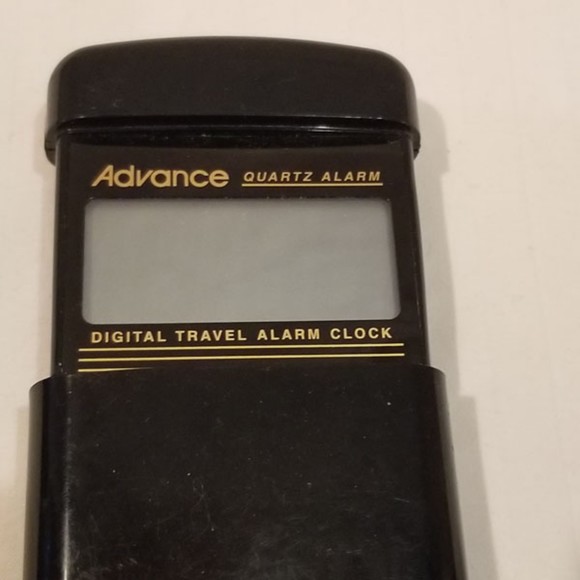 Advance QUARTZ ALARM
DIGITAL TRAVEL ALARM CLOCK